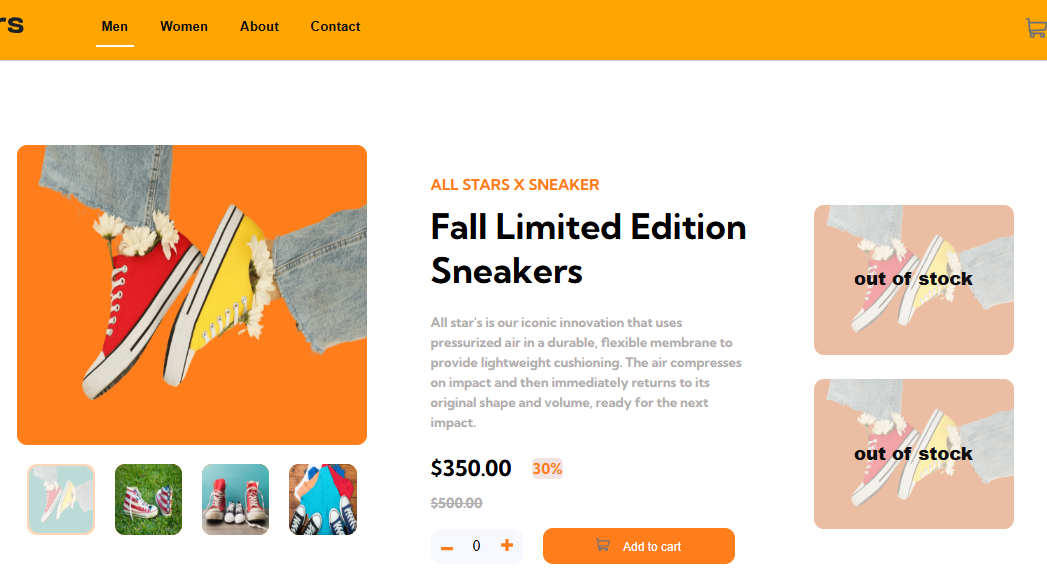 rs
Men Women About Contact
ALL STARS X SNEAKER
Fall Limited Edition
Sneakers
All star's is our iconic innovation that uses
pressurized air in a durable, flexible membrane to
provide lightweight cushioning. The air compresses
on impact and then immediately returns to its
original shape and volume, ready for the next
impact.
$350.00 30%
$500.00
0
Add to cart
out of stock
out of stock